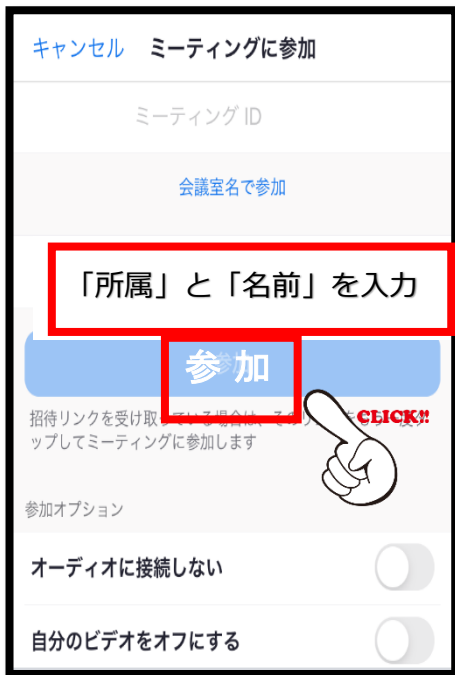 キャンセル ミーティングに参加
ミーティング ID
会議室名で参加
「所属」と「名前」を入力
参加
CLICK!!
招待リンクを受け取っている場合は、その
ップしてミーティングに参加します
参加オプション
オーディオに接続しない
自分のビデオをオフにする